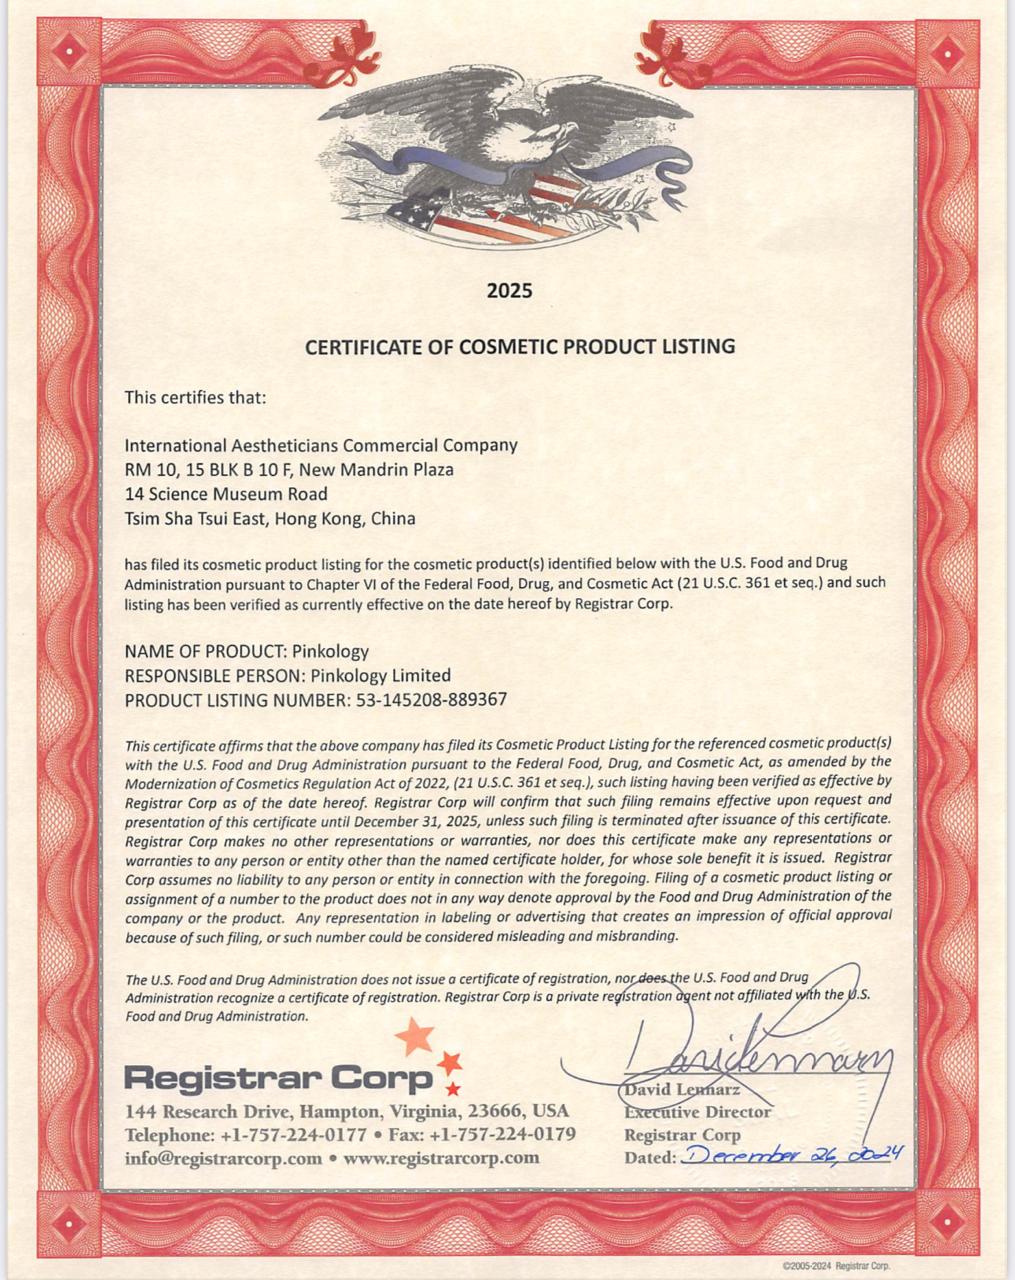 2025
CERTIFICATE OF COSMETIC PRODUCT LISTING
This certifies that:
International Aestheticians Commercial Company
RM 10, 15 BLK B 10 F, New Mandrin Plaza
14 Science Museum Road
Tsim Sha Tsui East, Hong Kong, China
has filed its cosmetic product listing for the cosmetic product(s) identified below with the U.S. Food and Drug
Administration pursuant to Chapter VI of the Federal Food, Drug, and Cosmetic Act (21 U.S.C. 361 et seq.) and such
listing has been verified as currently effective on the date hereof by Registrar Corp.
NAME OF PRODUCT: Pinkology
RESPONSIBLE PERSON: Pinkology Limited
PRODUCT LISTING NUMBER: 53-145208-889367
This certificate affirms that the above company has filed its Cosmetic Product Listing for the referenced cosmetic product(s)
with the U.S. Food and Drug Administration pursuant to the Federal Food, Drug, and Cosmetic Act, as amended by the
Modernization of Cosmetics Regulation Act of 2022, (21 U.S.C. 361 et seq.), such listing having been verified as effective by
Registrar Corp as of the date hereof. Registrar Corp will confirm that such filing remains effective upon request and
presentation of this certificate until December 31, 2025, unless such filing is terminated after issuance of this certificate.
Registrar Corp makes no other representations or warranties, nor does this certificate make any representations or
warranties to any person or entity other than the named certificate holder, for whose sole benefit it is issued. Registrar
Corp assumes no liability to any person or entity in connection with the foregoing. Filing of a cosmetic product listing or
assignment of a number to the product does not in any way denote approval by the Food and Drug Administration of the
company or the product. Any representation in labeling or advertising that creates an impression of official approval
because of such filing, or such number could be considered misleading and misbranding.
The U.S. Food and Drug Administration does not issue a certificate of registration, nor does the U.S. Food and Drug
Administration recognize a certificate of registration. Registrar Corp is a private registration agent not affiliated with the U.S.
Food and Drug Administration.
Registrar Corp
144 Research Drive, Hampton, Virginia, 23666, USA
Telephone: +1-757-224-0177 • Fax: +1-757-224-0179
info@registrarcorp.com • www.registrarcorp.com
David Lennarz
David Lennarz
Executive Director
Registrar Corp
Dated: December 26, 2024
©2005-2024 Registrar Corp.